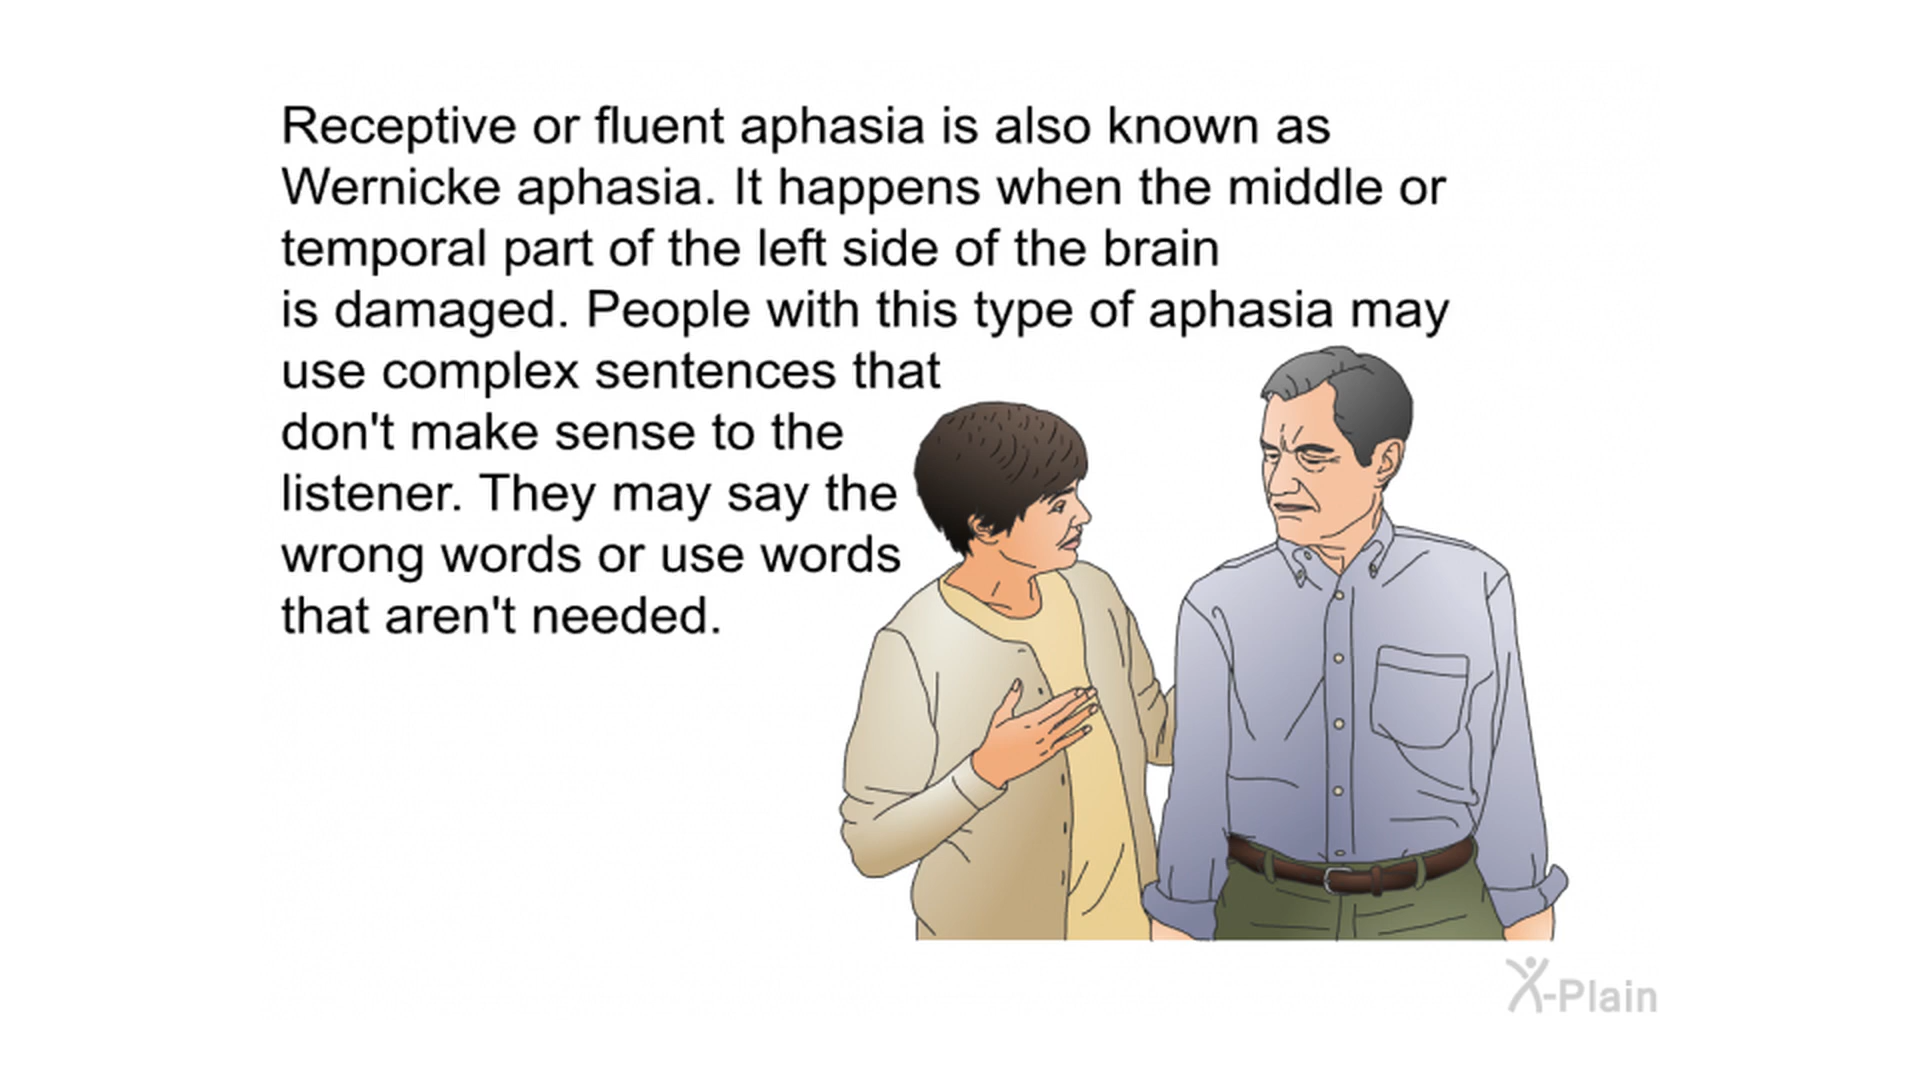 Receptive or fluent aphasia is also known as
Wernicke aphasia. It happens when the middle or
temporal part of the left side of the brain
is damaged. People with this type of aphasia may
use complex sentences that
don't make sense to the
listener. They may say the
wrong words or use words
that aren't needed.
X-Plain